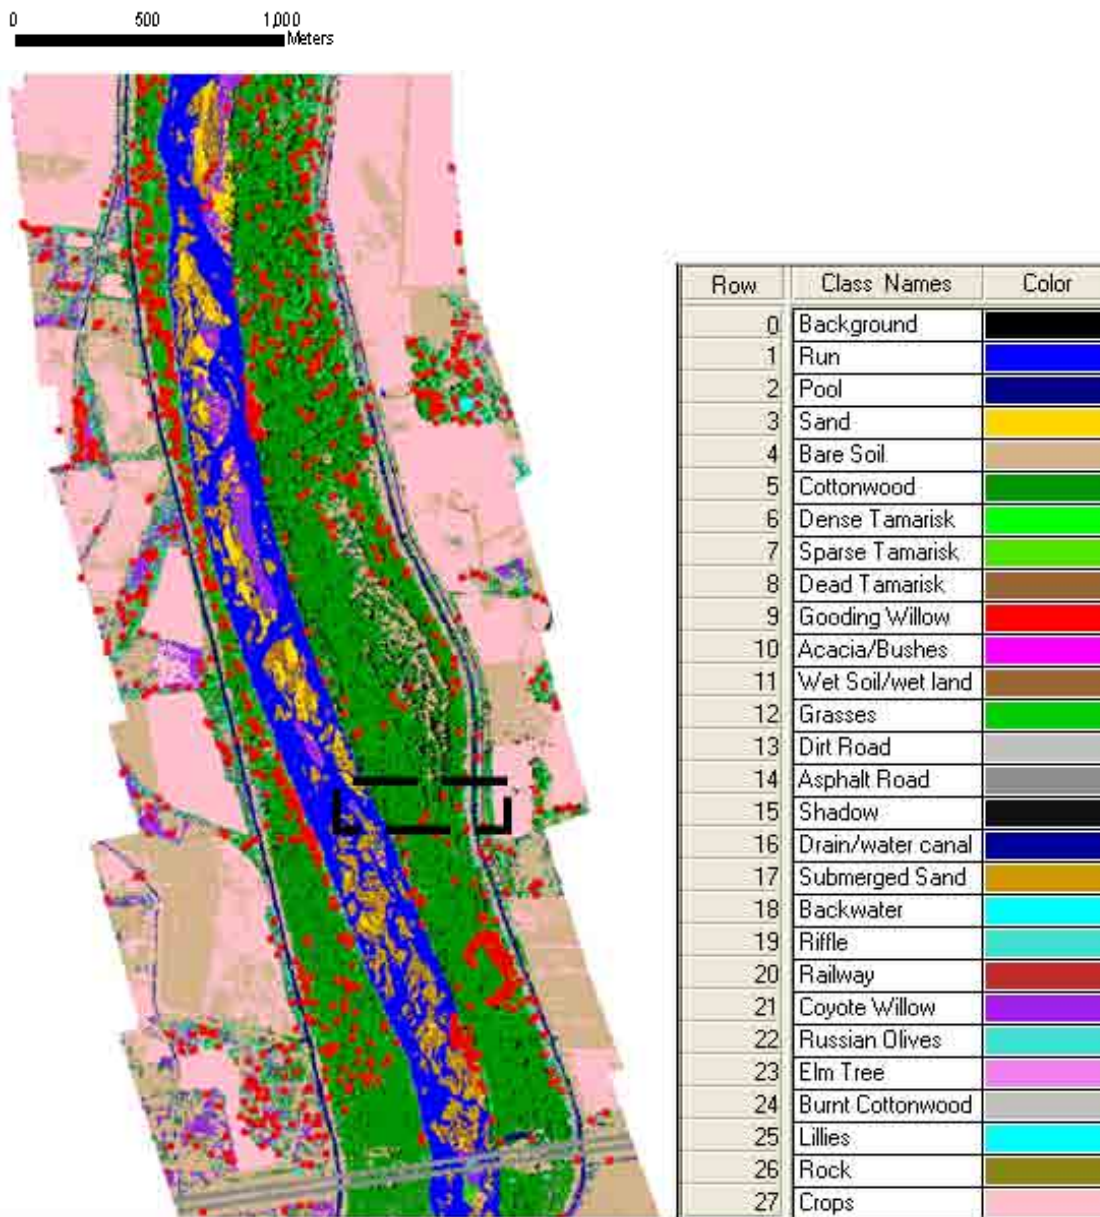 0 500 1,000
Meters
Row Class Names Color
0 Background
1 Run
2 Pool
3 Sand
4 Bare Soil
5 Cottonwood
6 Dense Tamarisk
7 Sparse Tamarisk
8 Dead Tamarisk
9 Gooding Willow
10 Acacia/Bushes
11 Wet Soil/wet land
12 Grasses
13 Dirt Road
14 Asphalt Road
15 Shadow
16 Drain/water canal
17 Submerged Sand
18 Backwater
19 Riffle
20 Railway
21 Coyote Willow
22 Russian Olives
23 Elm Tree
24 Burnt Cottonwood
25 Lillies
26 Rock
27 Crops